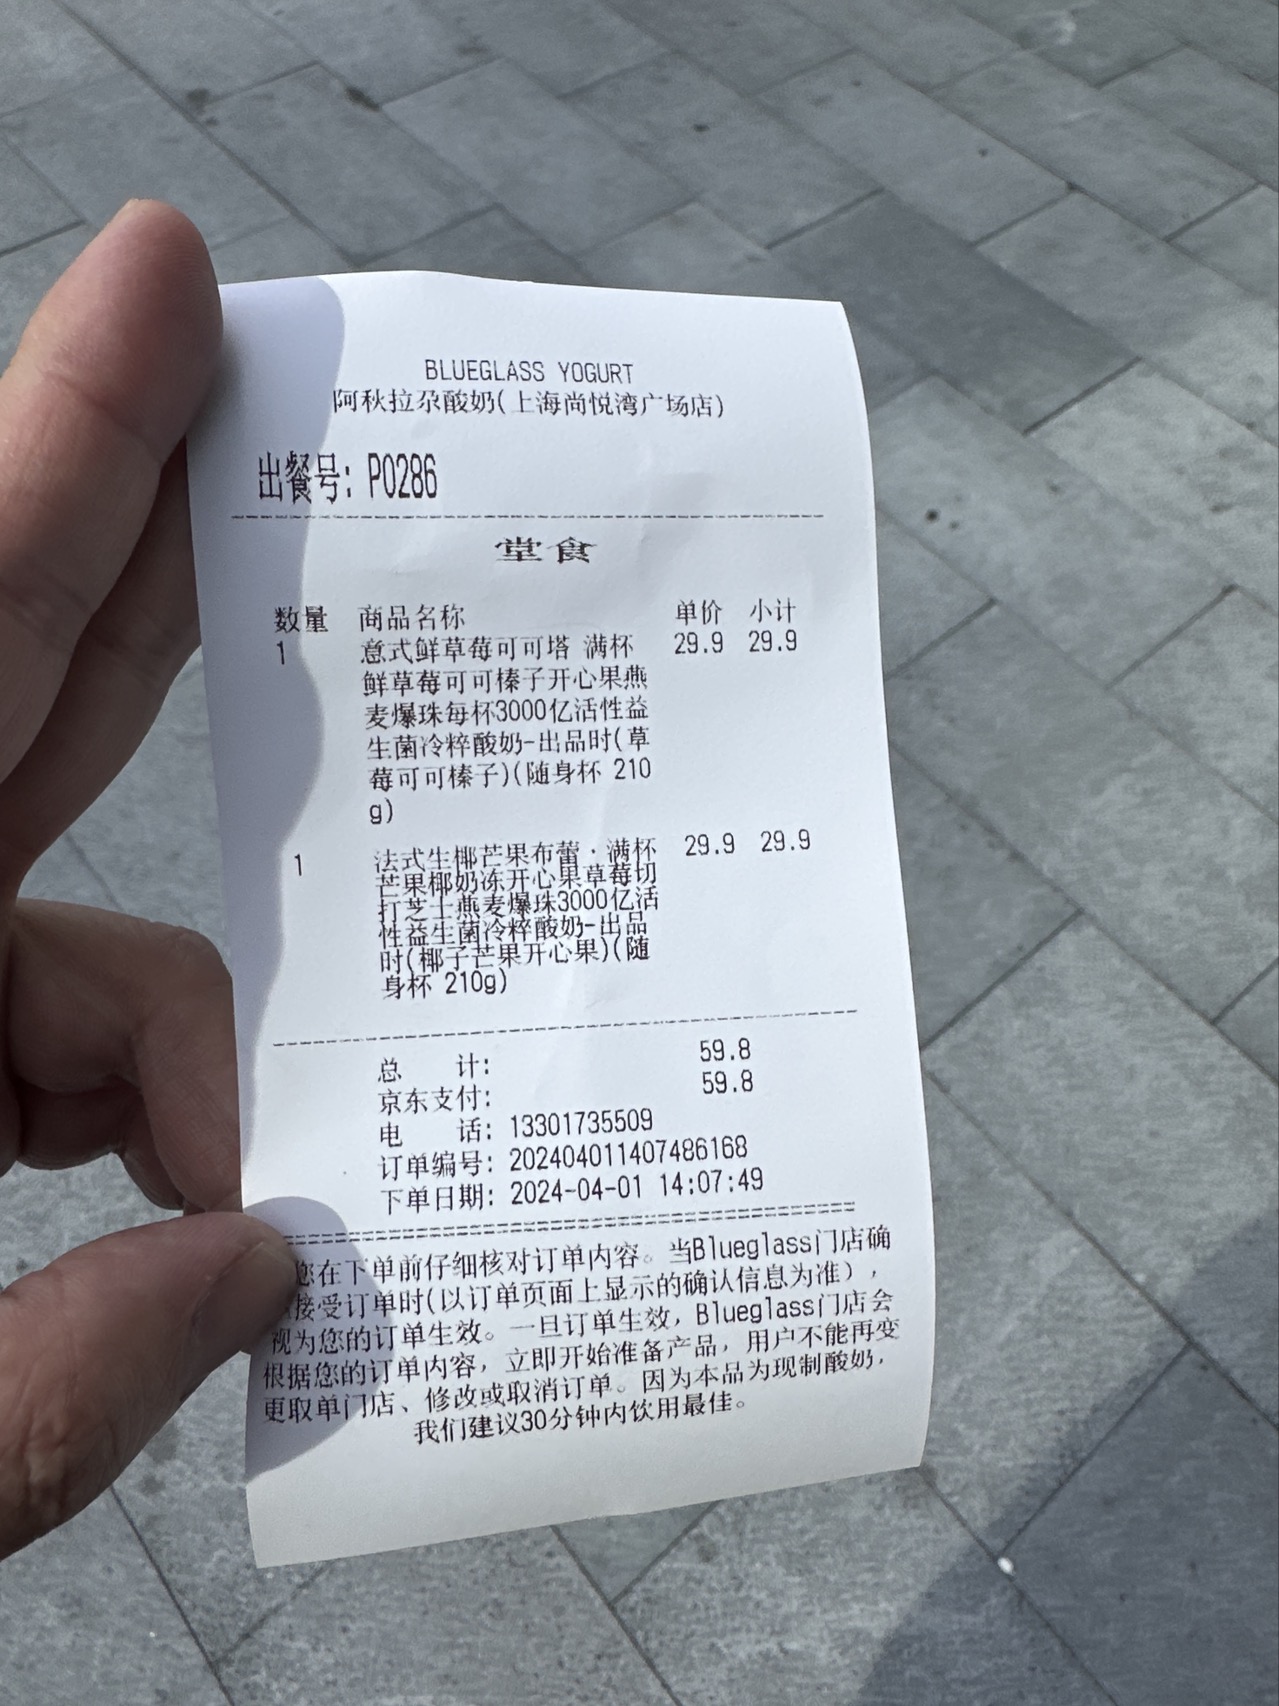 BLUEGLASS YOGURT
阿秋拉尕酸奶(上海尚悦湾广场店)
出餐号: P0286
堂食
数量 商品名称 单价 小计
1 意式鲜草莓可可塔 满杯 29.9 29.9
鲜草莓可可榛子开心果燕
麦爆珠每杯3000亿活性益
生菌冷粹酸奶-出品时(草
莓可可榛子)(随身杯 210
g)
1 法式生椰芒果布蕾·满杯 29.9 29.9
芒果椰奶冻开心果草莓切
打芝士燕麦爆珠3000亿活
性益生菌冷粹酸奶-出品
时(椰子芒果开心果)(随
身杯 210g)
总 计: 59.8
京东支付: 59.8
电 话: 13301735509
订单编号: 202404011407486168
下单日期: 2024-04-01 14:07:49
您在下单前仔细核对订单内容。当Blueglass门店确
接受订单时(以订单页面上显示的确认信息为准),
视为您的订单生效。一旦订单生效,Blueglass门店会
根据您的订单内容,立即开始准备产品,用户不能再变
更取单门店、修改或取消订单。因为本品为现制酸奶,
我们建议30分钟内饮用最佳。